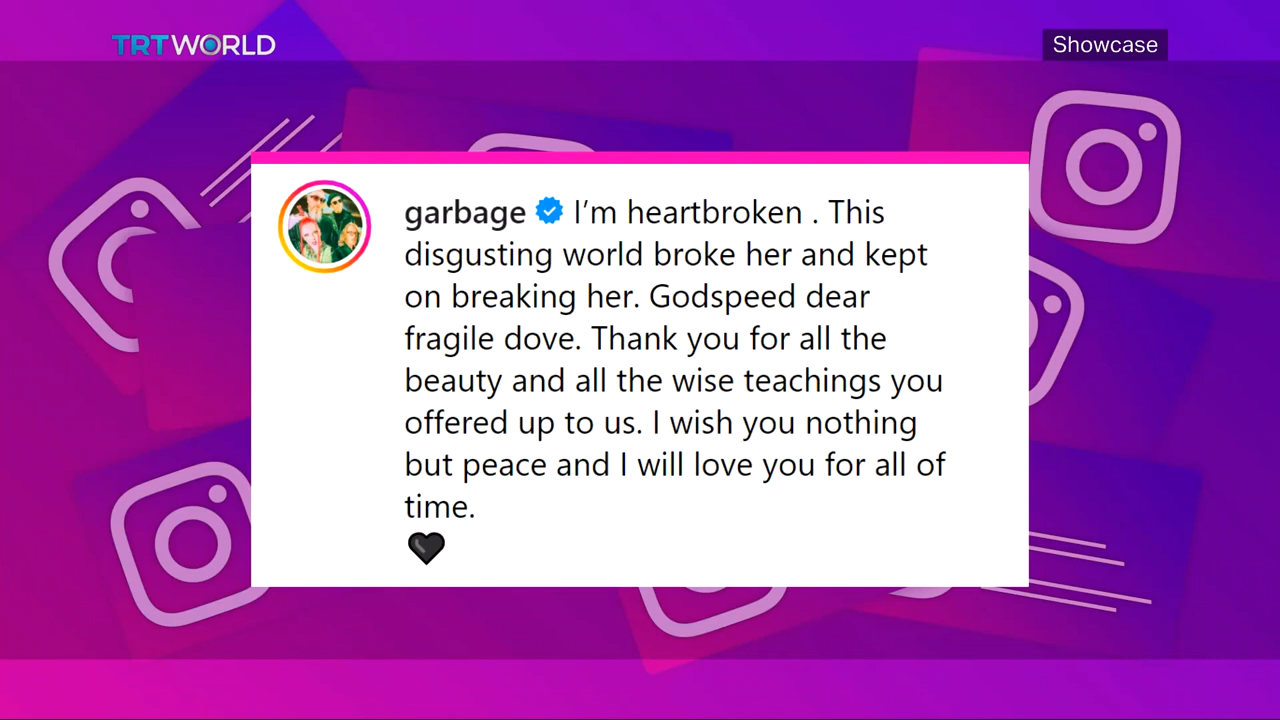 TRTWORLD
Showcase
garbage I’m heartbroken . This
disgusting world broke her and kept
on breaking her. Godspeed dear
fragile dove. Thank you for all the
beauty and all the wise teachings you
offered up to us. I wish you nothing
but peace and I will love you for all of
time.
🖤